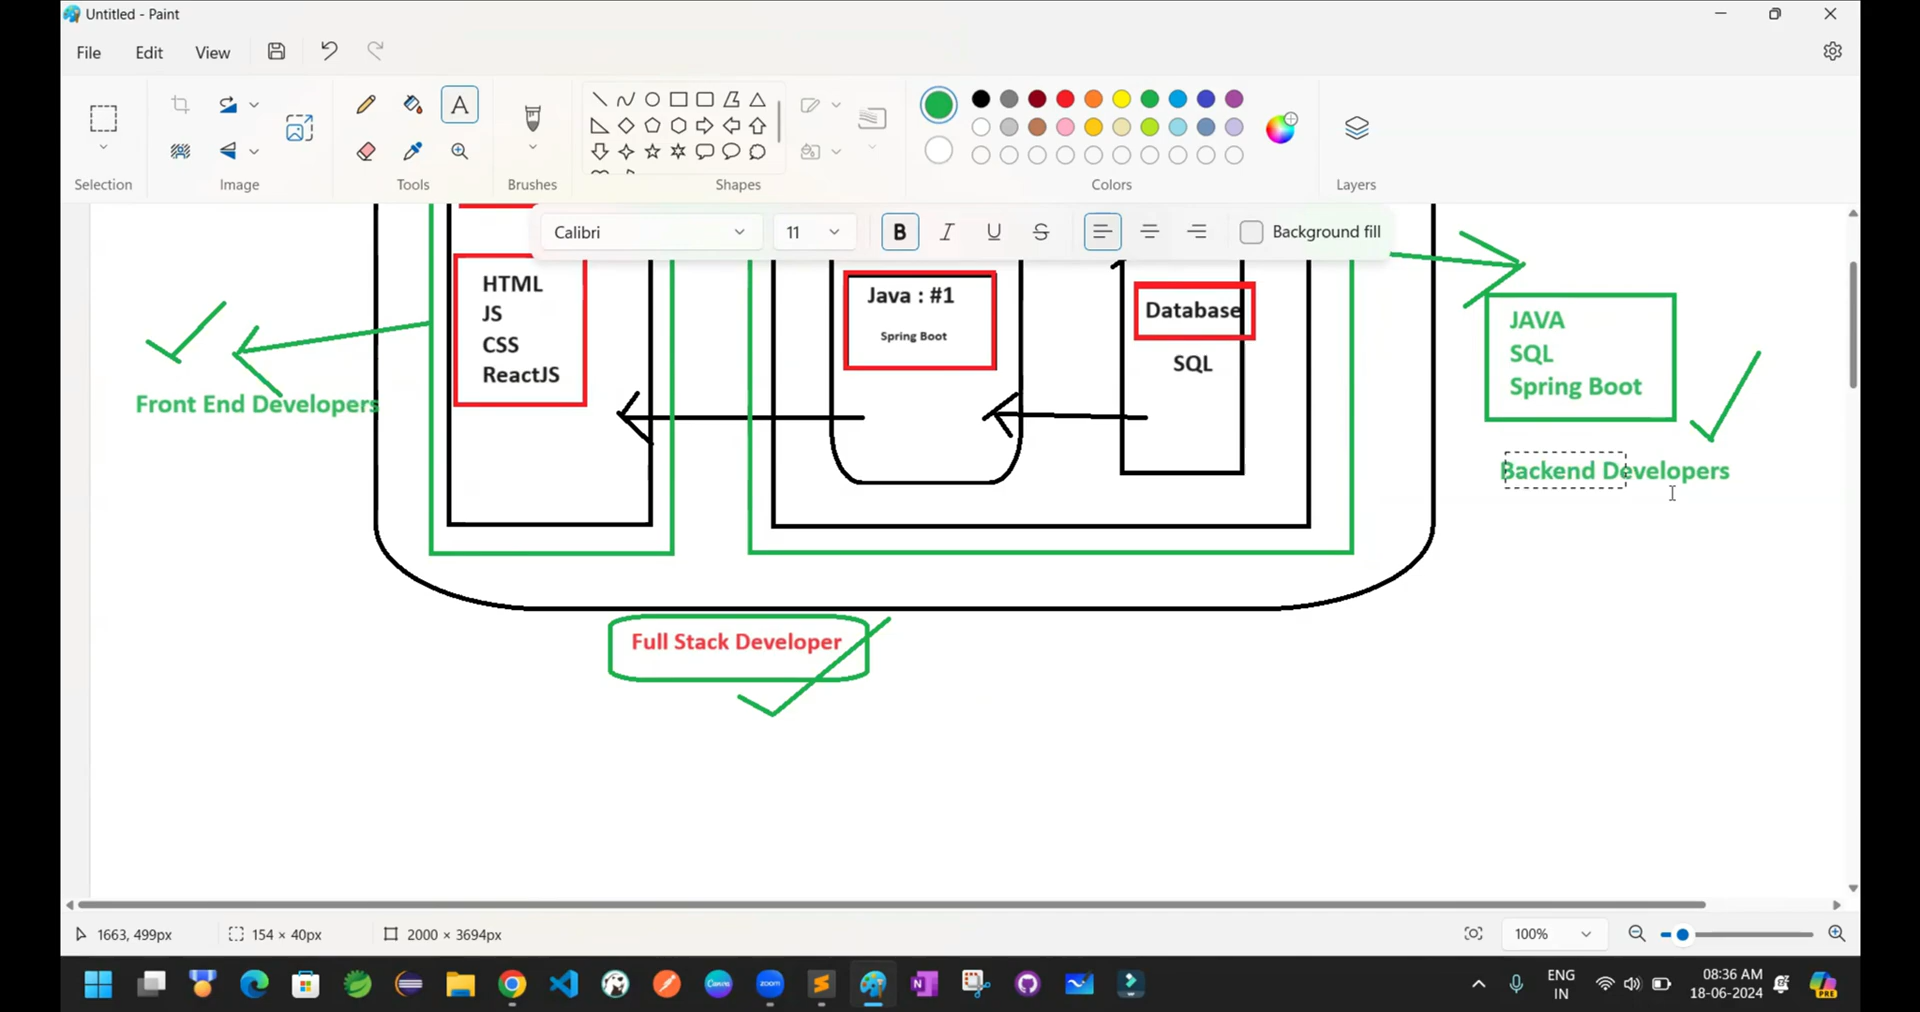 Untitled - Paint
File Edit View
Selection Image Tools Brushes Shapes Colors Layers
Calibri 11 B I U S Background fill
HTML
JS
CSS
ReactJS
Java : #1
Spring Boot
Database
SQL
JAVA
SQL
Spring Boot
Front End Developers
Backend Developers
Full Stack Developer
1663, 499px 154 × 40px 2000 × 3694px 100%
ENG
IN
08:36 AM
18-06-2024